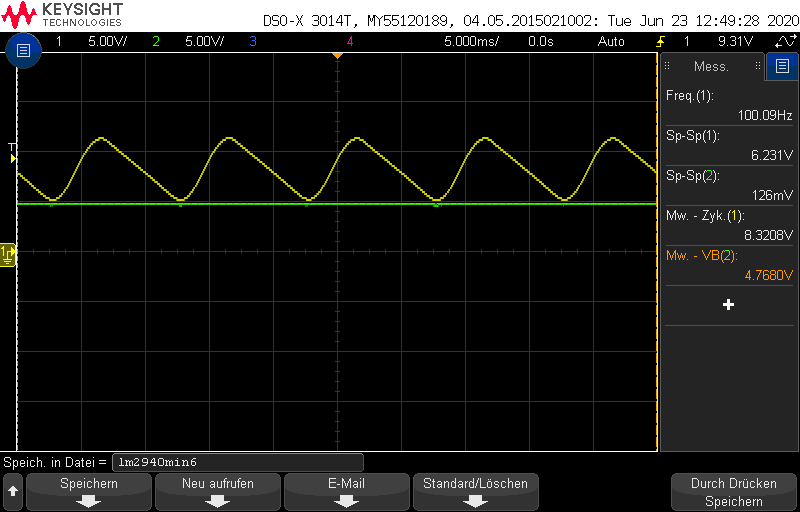 KEYSIGHT
TECHNOLOGIES
DSO-X 3014T, MY55120189, 04.05.2015021002: Tue Jun 23 12:49:28 2020
1 5.00V/ 2 5.00V/ 3 4 5.000ms/ 0.0s Auto 1 9.31V
Mess.
Freq.(1):
100.09Hz
Sp-Sp(1):
6.231V
Sp-Sp(2):
126mV
Mw. - Zyk.(1):
8.3208V
Mw. - VB(2):
4.7680V
T
1
Speich. in Datei = lm2940min6
Speichern
Neu aufrufen
E-Mail
Standard/Löschen
Durch Drücken
Speichern